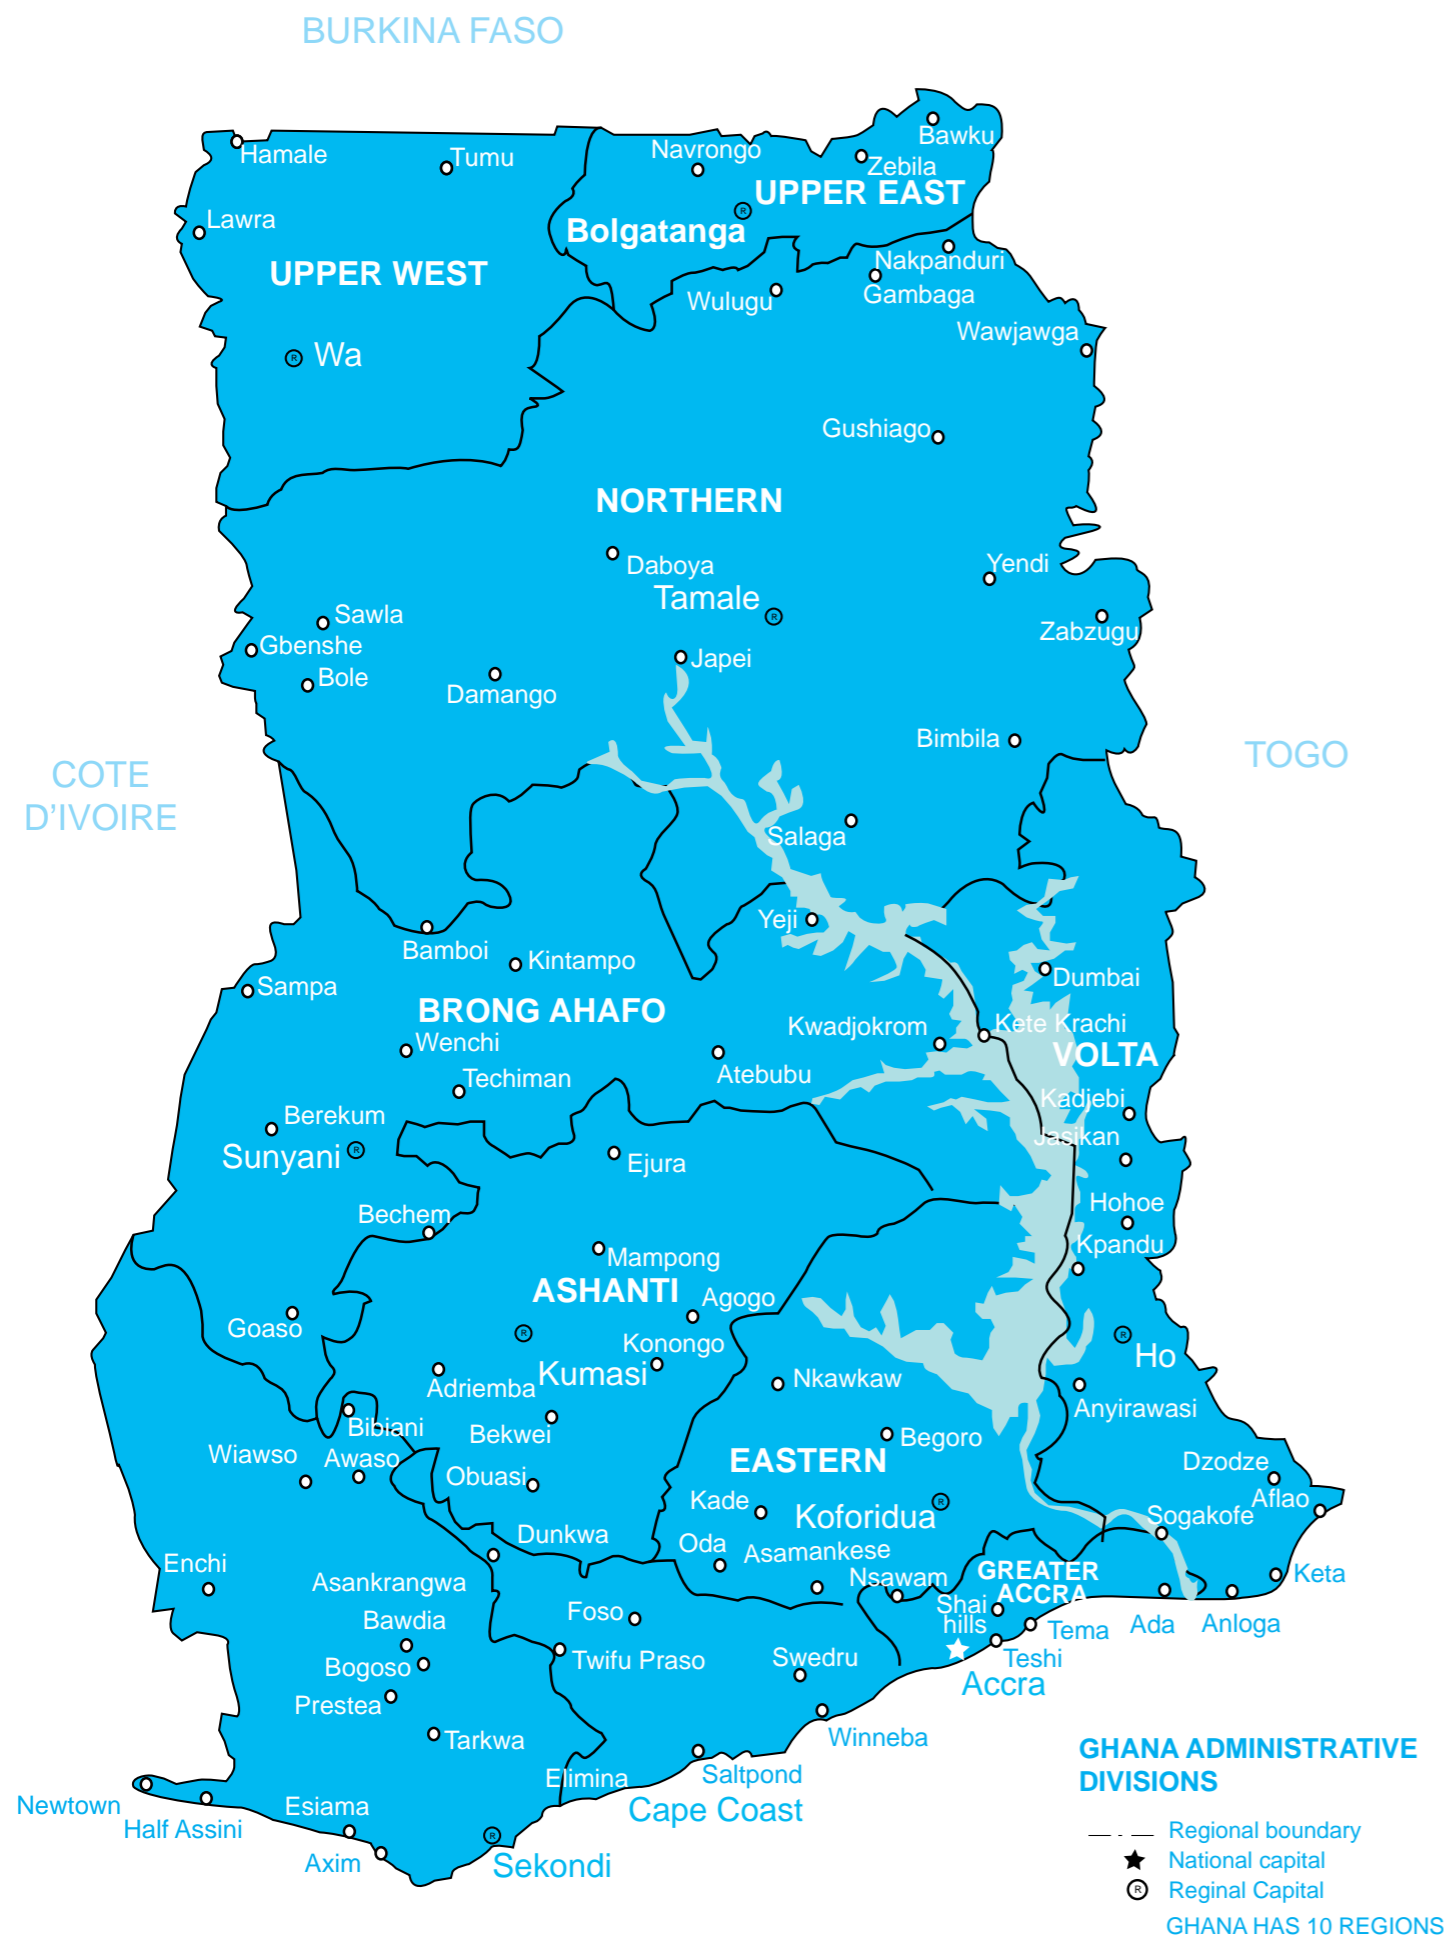 BURKINA FASO
Bawku
Hamale
Tumu
Navrongo
Zebila
UPPER EAST
R
Lawra
Bolgatanga
Nakpanduri
UPPER WEST
Wulugu
Gambaga
Wawjawga
R
Wa
Gushiago
NORTHERN
Daboya
Yendi
Tamale
R
Sawla
Zabzugu
Gbenshe
Japei
Bole
Damango
Bimbila
TOGO
COTE
D'IVOIRE
Salaga
Yeji
Bamboi
Kintampo
Dumbai
Sampa
BRONG AHAFO
Kwadjokrom
Kete Krachi
Wenchi
VOLTA
Atebubu
Techiman
Kadjebi
Berekum
Jasikan
Sunyani
R
Ejura
Hohoe
Bechem
Kpandu
Mampong
ASHANTI
Agogo
Goaso
R
Konongo
R
Ho
Kumasi
Adriemba
Nkawkaw
Anyirawasi
Bibiani
Bekwei
Begoro
Wiawso
Awaso
EASTERN
Dzodze
Obuasi
Aflao
Kade
Koforidua
R
Sogakofe
Dunkwa
Oda
Asamankese
Enchi
Asankrangwa
Nsawam
GREATER
ACCRA
Keta
Foso
Shai
hills
Bawdia
Tema
Ada
Anloga
Bogoso
Twifu Praso
Swedru
Teshi
Accra
Prestea
Tarkwa
Winneba
Elimina
Saltpond
Newtown
Esiama
Cape Coast
Half Assini
R
Axim
Sekondi
GHANA ADMINISTRATIVE
DIVISIONS
Regional boundary
National capital
R Reginal Capital
GHANA HAS 10 REGIONS